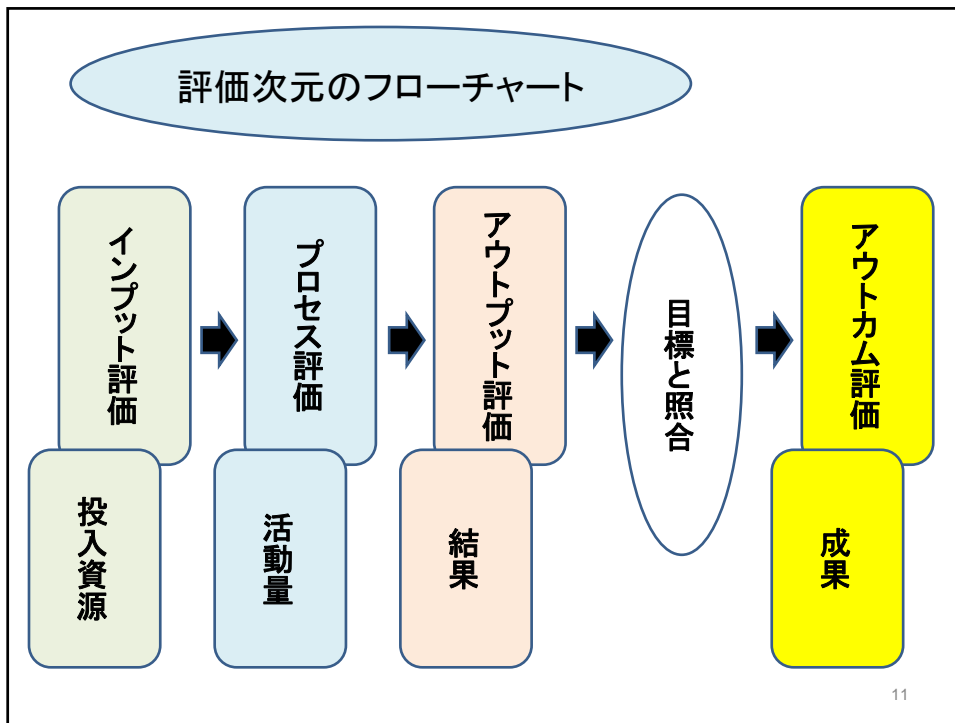 評価次元のフローチャート
インプット評価
投入資源
プロセス評価
活動量
アウトプット評価
結果
目標と照合
アウトカム評価
成果
11